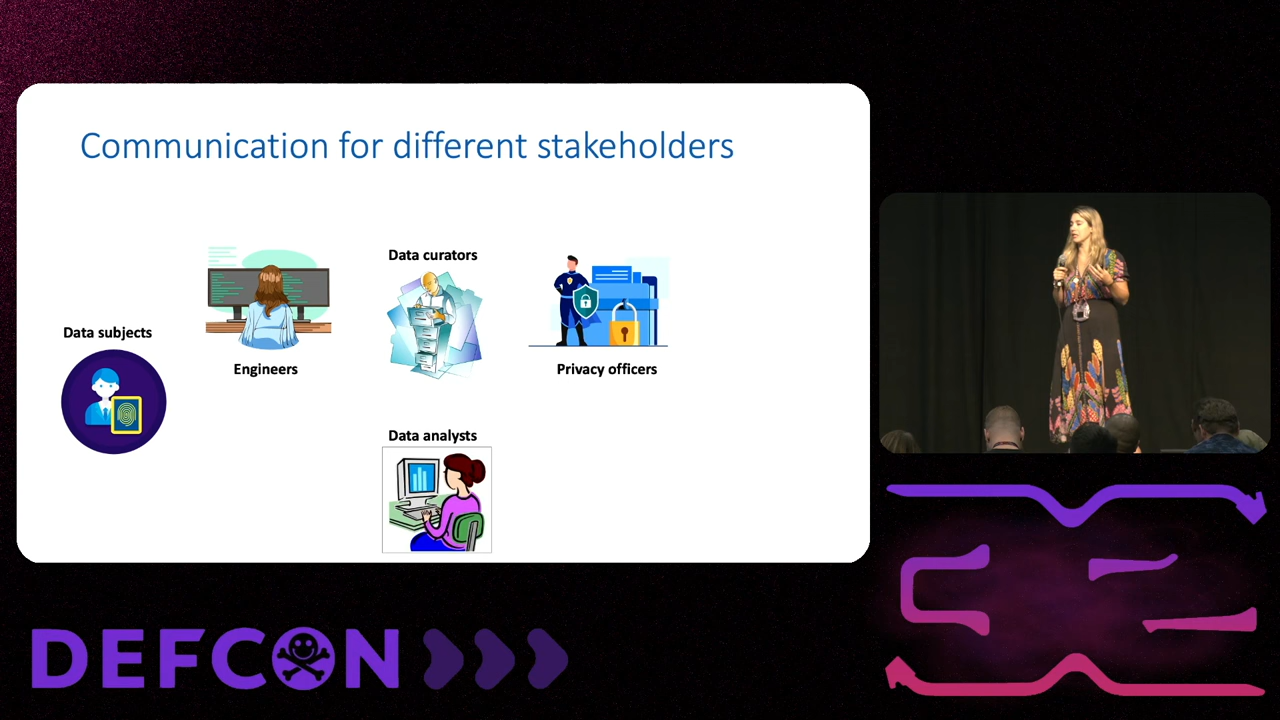 Communication for different stakeholders
Data subjects
Engineers
Data curators
Privacy officers
Data analysts
DEFCON